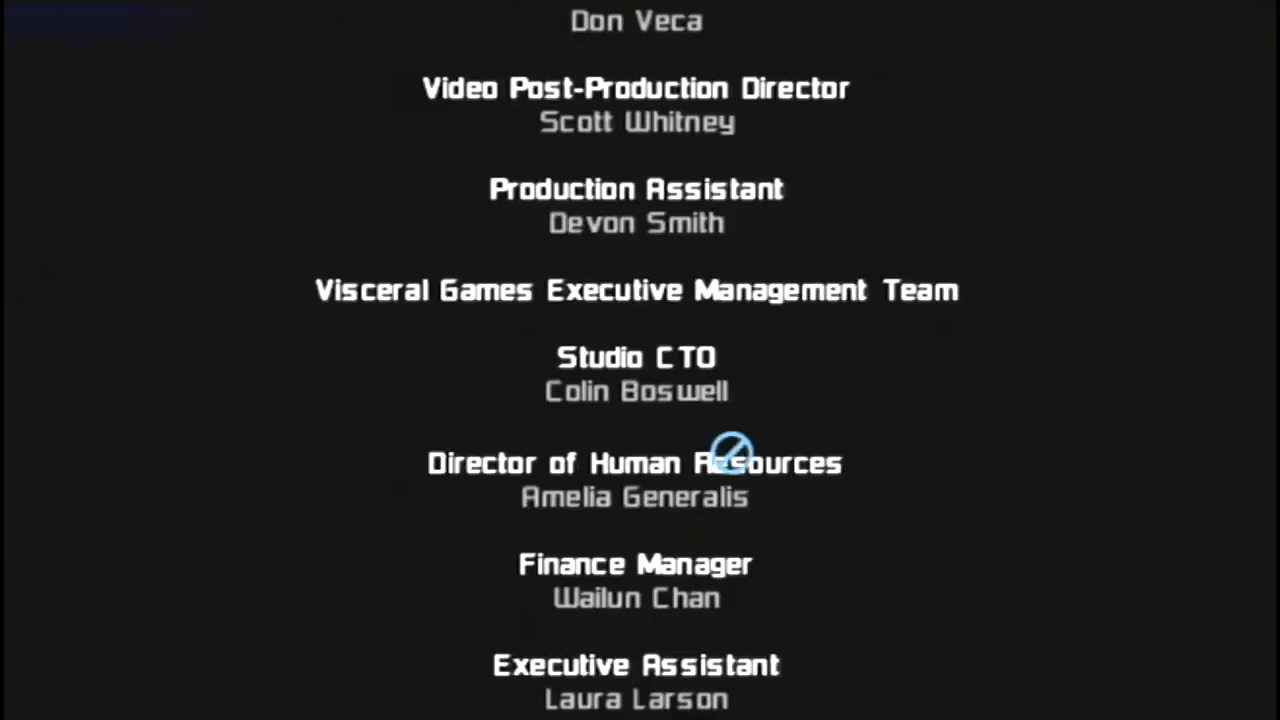 Don Veca
Video Post-Production Director
Scott Whitney
Production Assistant
Devon Smith
Visceral Games Executive Management Team
Studio CTO
Colin Boswell
Director of Human Resources
Amelia Generalis
Finance Manager
Wailun Chan
Executive Assistant
Laura Larson